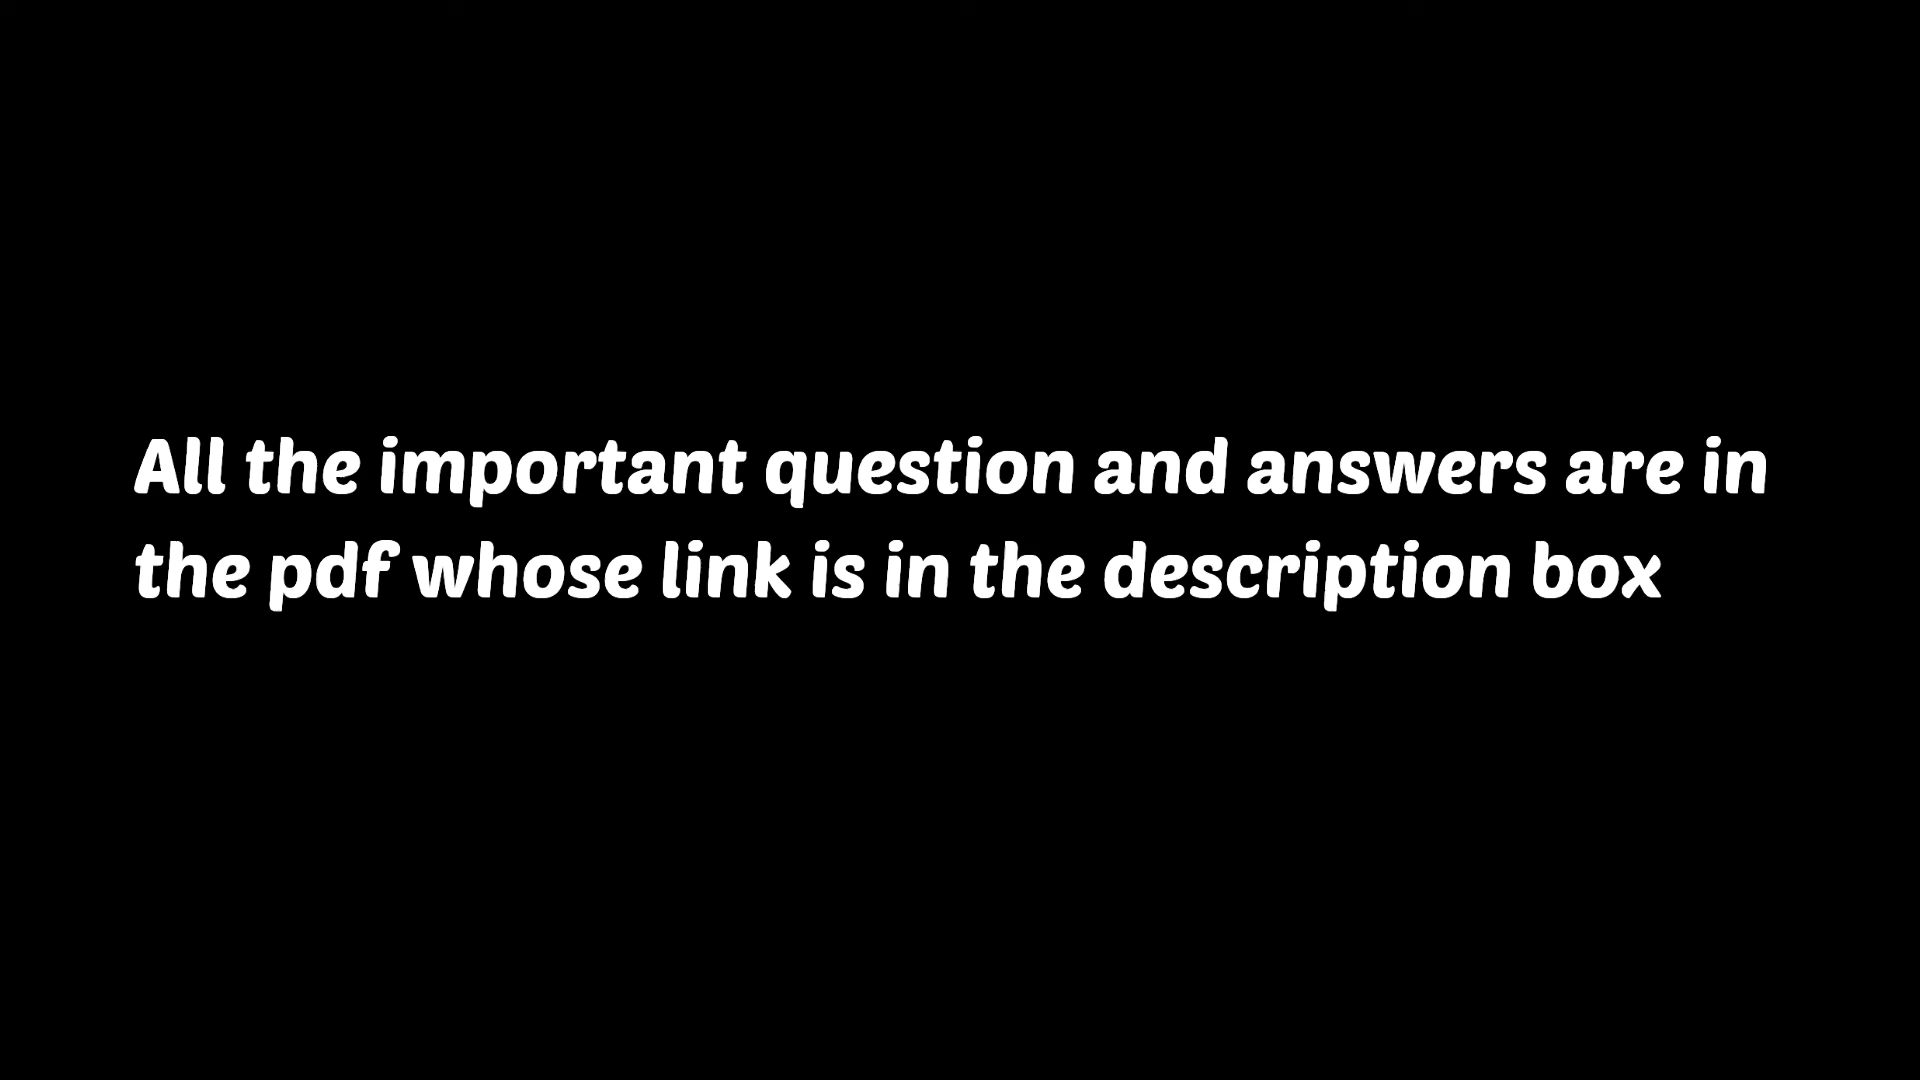 All the important question and answers are in
the pdf whose link is in the description box